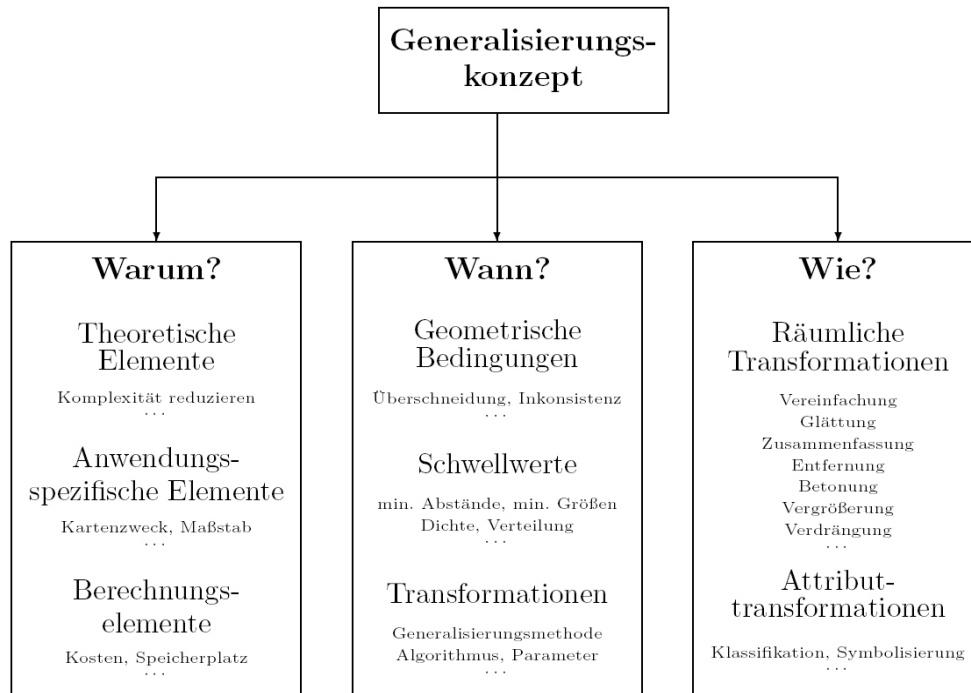 Generalisierungs-
konzept
Warum?
Theoretische
Elemente
Komplexität reduzieren
...
Anwendungs-
spezifische Elemente
Kartenzweck, Maßstab
...
Berechnungs-
elemente
Kosten, Speicherplatz
...
Wann?
Geometrische
Bedingungen
Überschneidung, Inkonsistenz
...
Schwellwerte
min. Abstände, min. Größen
Dichte, Verteilung
...
Transformationen
Generalisierungsmethode
Algorithmus, Parameter
...
Wie?
Räumliche
Transformationen
Vereinfachung
Glättung
Zusammenfassung
Entfernung
Betonung
Vergrößerung
Verdrängung
...
Attribut-
transformationen
Klassifikation, Symbolisierung
...